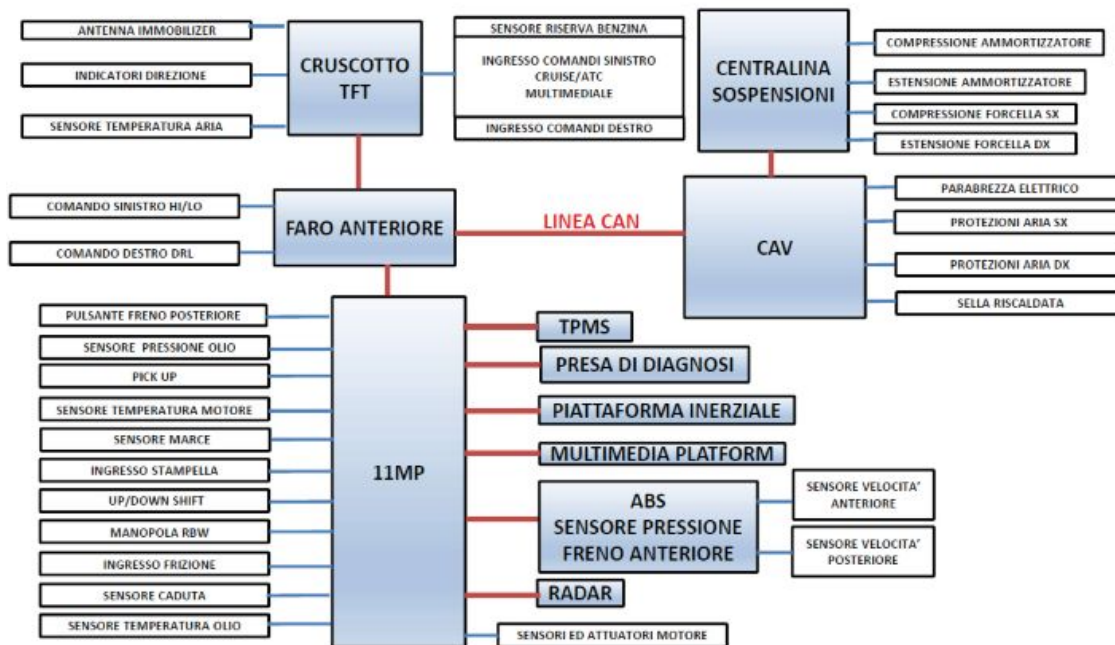 ANTENNA IMMOBILIZER
INDICATORI DIREZIONE
SENSORE TEMPERATURA ARIA
CRUSCOTTO
TFT
SENSORE RISERVA BENZINA
INGRESSO COMANDI SINISTRO
CRUISE/ATC
MULTIMEDIALE
INGRESSO COMANDI DESTRO
CENTRALINA
SOSPENSIONI
COMPRESSIONE AMMORTIZZATORE
ESTENSIONE AMMORTIZZATORE
COMPRESSIONE FORCELLA SX
ESTENSIONE FORCELLA DX
COMANDO SINISTRO HI/LO
COMANDO DESTRO DRL
FARO ANTERIORE
LINEA CAN
CAV
PARABREZZA ELETTRICO
PROTEZIONI ARIA SX
PROTEZIONI ARIA DX
SELLA RISCALDATA
PULSANTE FRENO POSTERIORE
SENSORE PRESSIONE OLIO
PICK UP
SENSORE TEMPERATURA MOTORE
SENSORE MARCE
INGRESSO STAMPELLA
UP/DOWN SHIFT
MANOPOLA RBW
INGRESSO FRIZIONE
SENSORE CADUTA
SENSORE TEMPERATURA OLIO
11MP
TPMS
PRESA DI DIAGNOSI
PIATTAFORMA INERZIALE
MULTIMEDIA PLATFORM
ABS
SENSORE PRESSIONE
FRENO ANTERIORE
SENSORE VELOCITA'
ANTERIORE
SENSORE VELOCITA'
POSTERIORE
RADAR
SENSORI ED ATTUATORI MOTORE